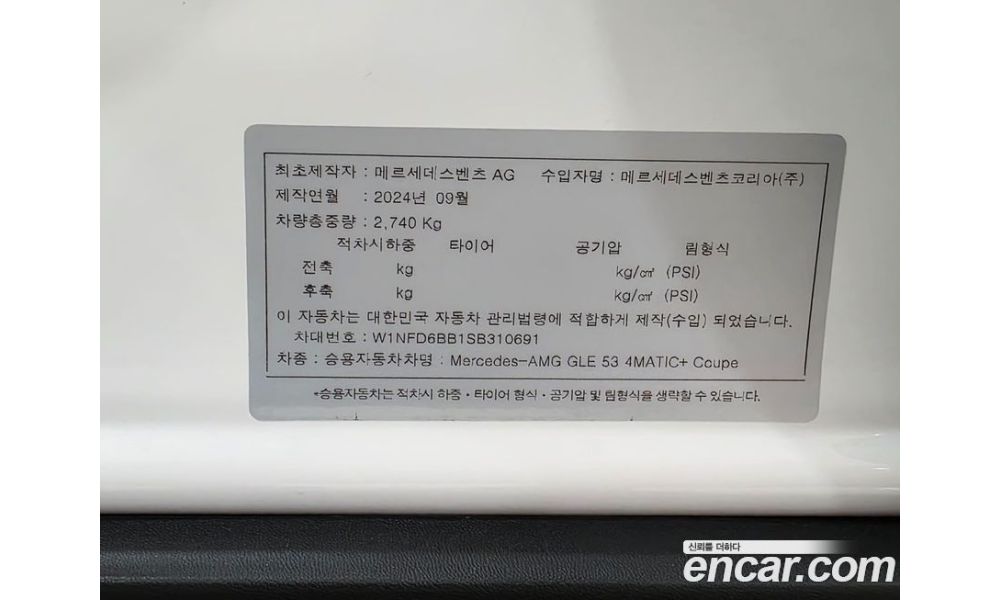 최초제작자 : 메르세데스벤츠 AG 수입자명 : 메르세데스벤츠코리아(주)
제작연월 : 2024년 09월
차량총중량 : 2,740 Kg
적차시하중 타이어 공기압 림형식
전축 kg kg/㎠ (PSI)
후축 kg kg/㎠ (PSI)
이 자동차는 대한민국 자동차 관리법령에 적합하게 제작(수입) 되었습니다.
차대번호 : W1NFD6BB1SB310691
차종 : 승용자동차차명 : Mercedes-AMG GLE 53 4MATIC+ Coupe
*승용자동차는 적차시 하중·타이어 형식·공기압 및 림형식을 생략할 수 있습니다.
신뢰를 더하다
encar.com